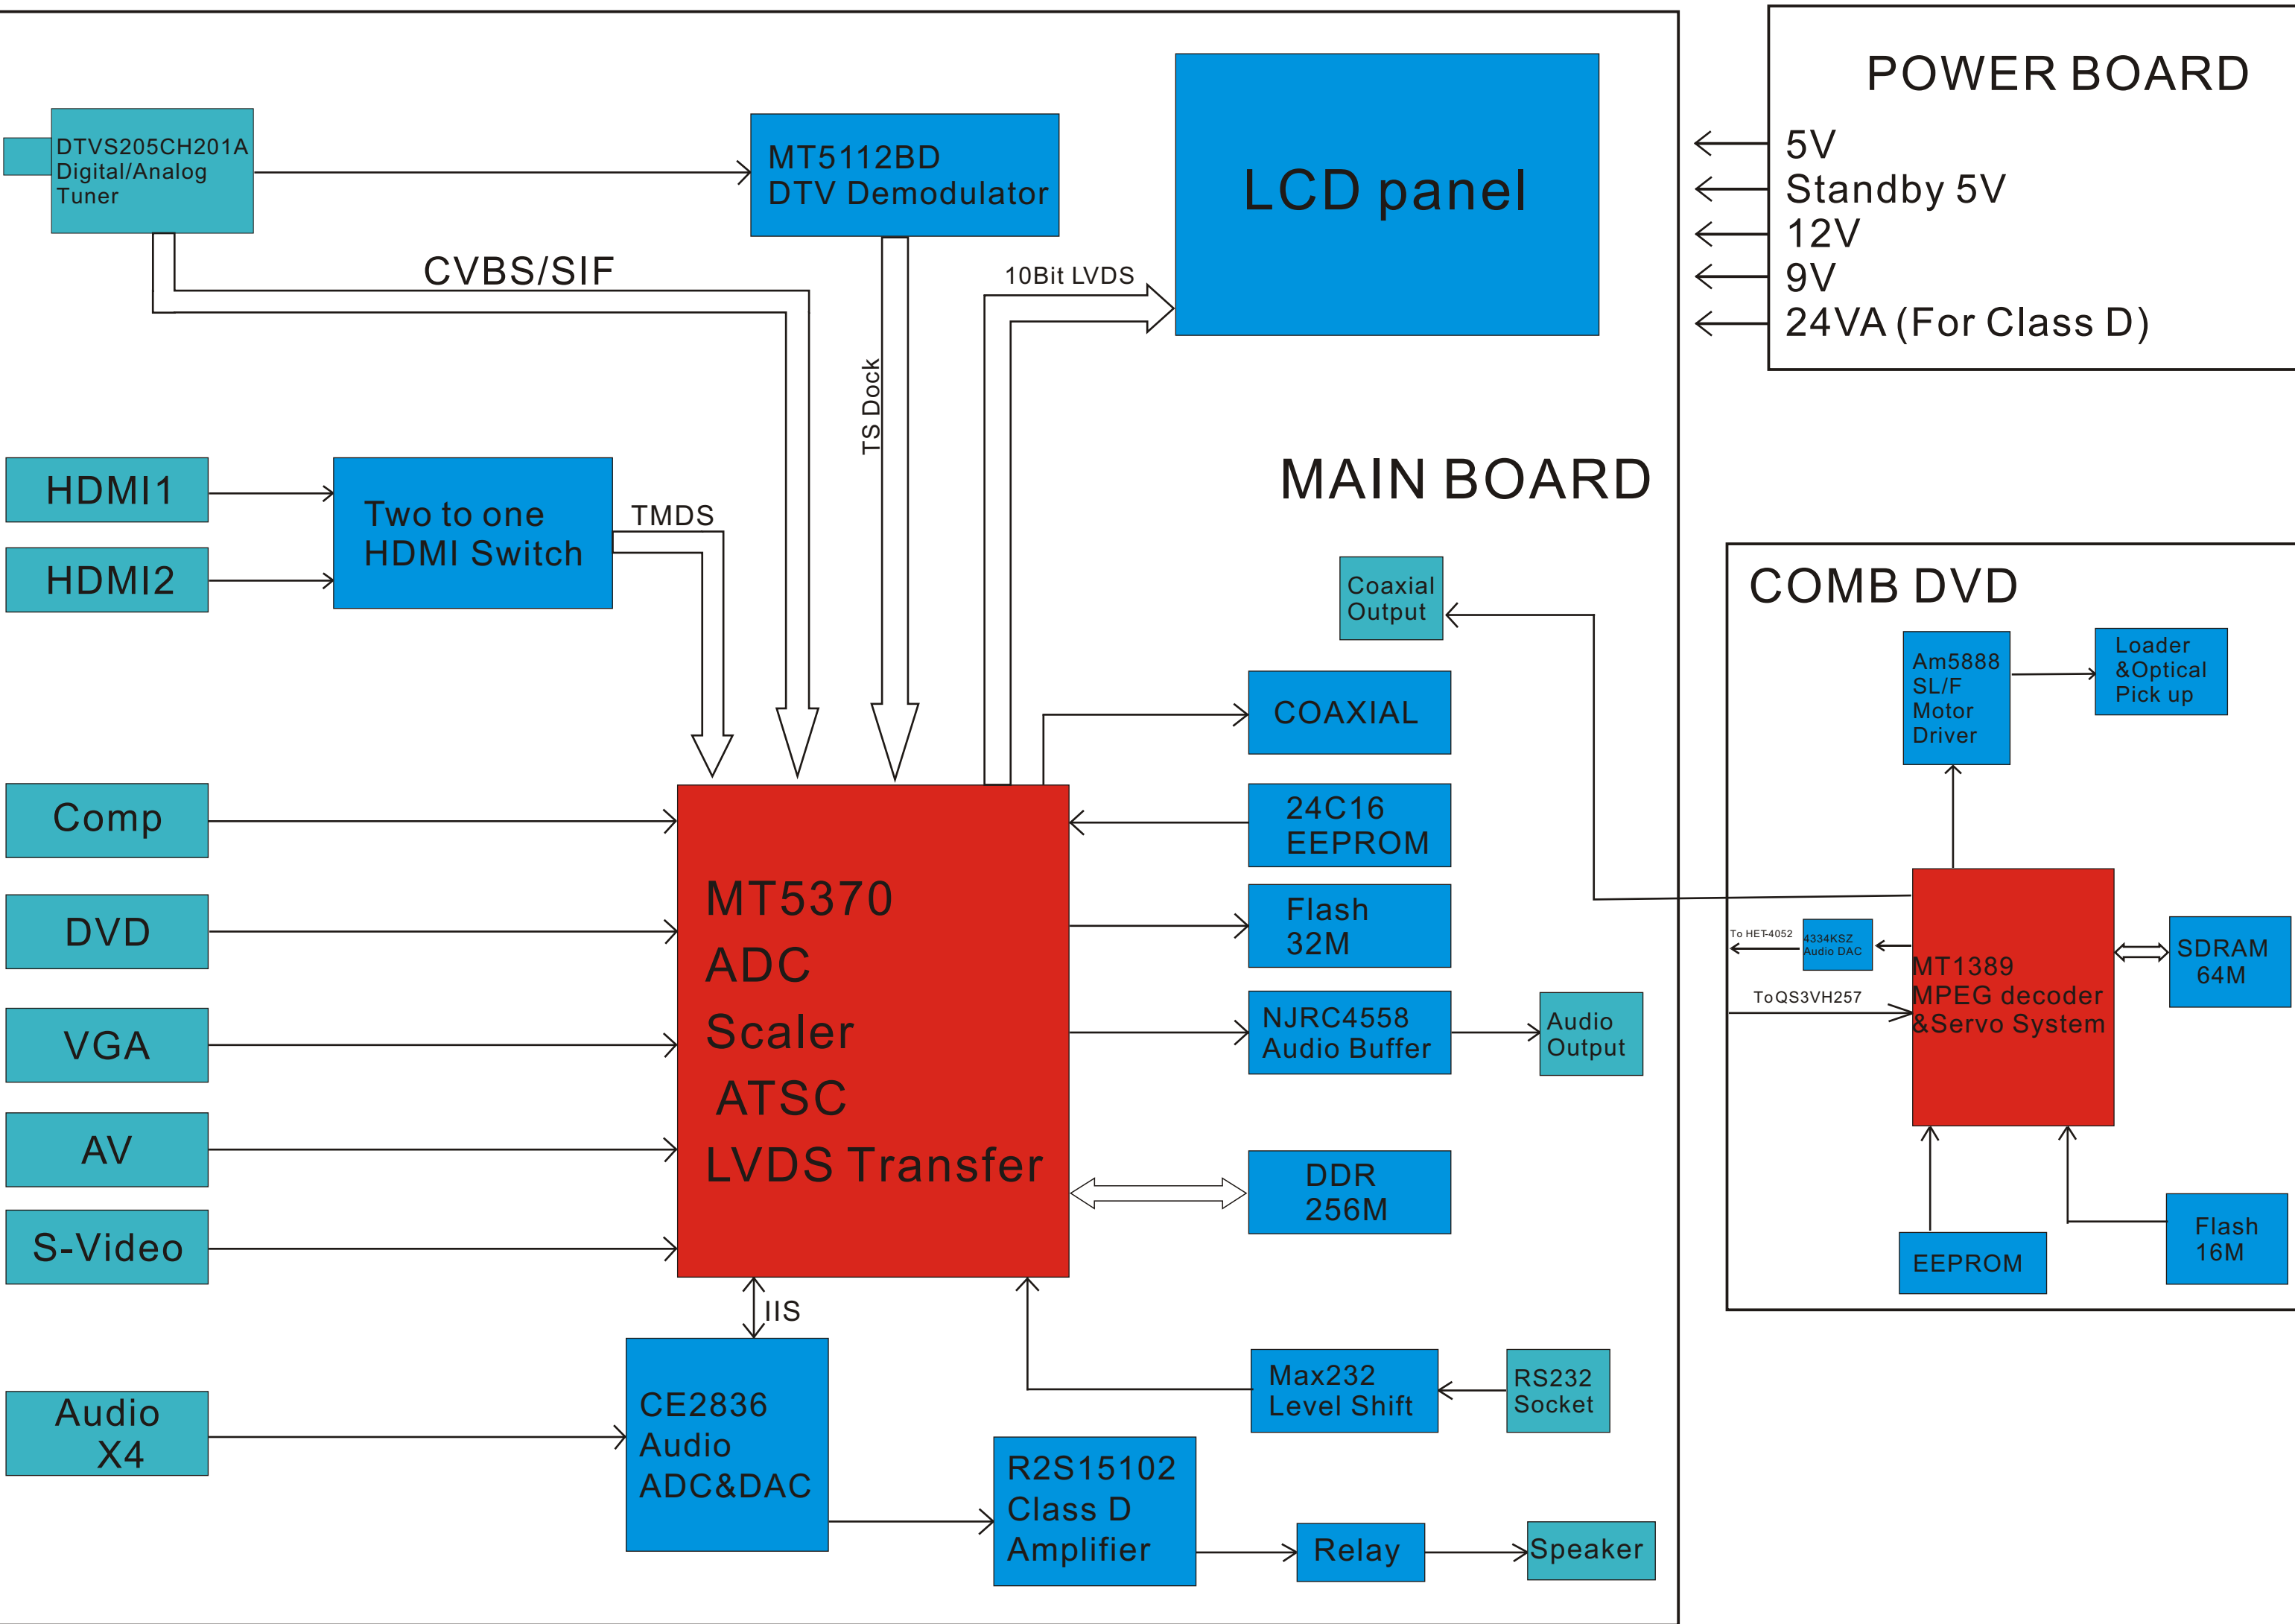 POWER BOARD
5V
Standby 5V
12V
9V
24VA (For Class D)
DTVS205CH201A
Digital/Analog
Tuner
MT5112BD
DTV Demodulator
LCD panel
CVBS/SIF
10Bit LVDS
TS Dock
MAIN BOARD
HDMI1
HDMI2
Two to one
HDMI Switch
TMDS
Coaxial
Output
COAXIAL
24C16
EEPROM
Flash
32M
NJRC4558
Audio Buffer
Audio
Output
DDR
256M
Comp
DVD
VGA
AV
S-Video
MT5370
ADC
Scaler
ATSC
LVDS Transfer
IIS
Audio
X4
CE2836
Audio
ADC&DAC
R2S15102
Class D
Amplifier
Relay
Speaker
Max232
Level Shift
RS232
Socket
COMB DVD
Am5888
SL/F
Motor
Driver
Loader
&Optical
Pick up
To HET-4052
4334KSZ
Audio DAC
ToQS3VH257
MT1389
MPEG decoder
&Servo System
SDRAM
64M
EEPROM
Flash
16M